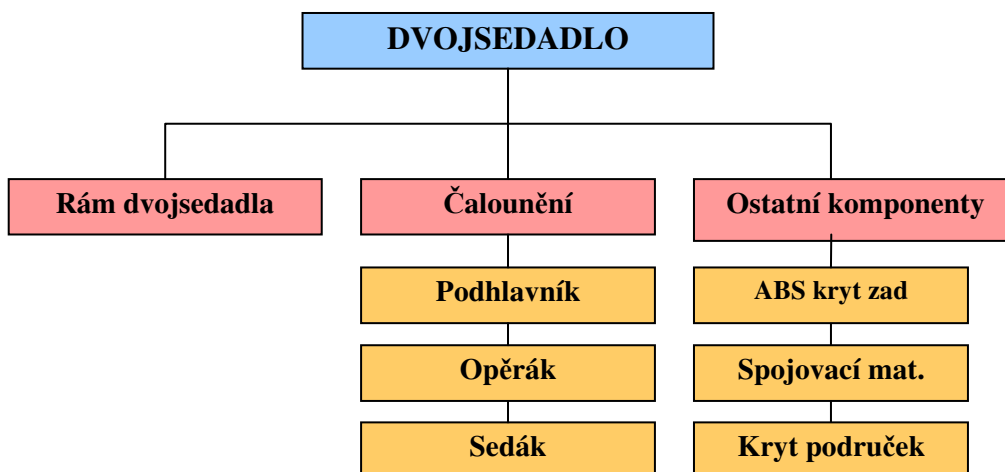 DVOJSEDADLO
Rám dvojsedadla
Čalounění
Ostatní komponenty
Podhlavník
ABS kryt zad
Opěrák
Spojovací mat.
Sedák
Kryt područek